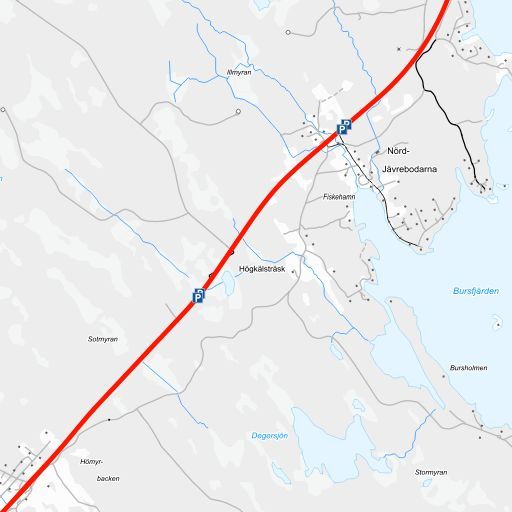 Illmyran
P
P
Nörd-
Jävrebodarna
Fiskehamn
Högkälsträsk
P
P
Bursfjärden
Sotmyran
Bursholmen
Degersjön
Hömyr-
backen
Stormyran